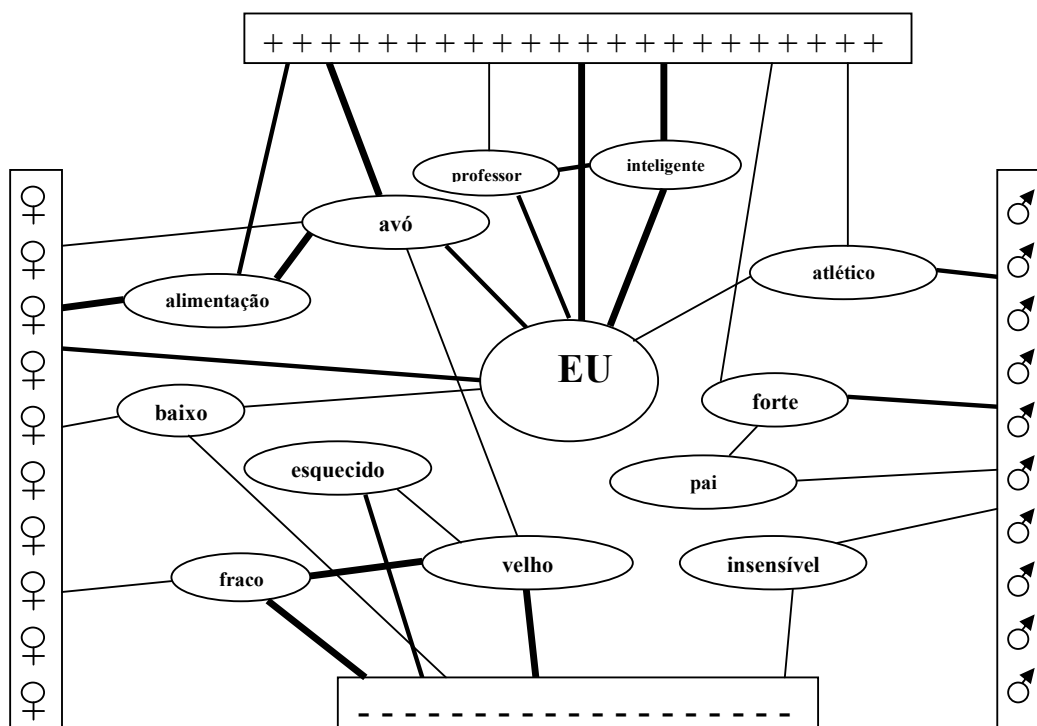 + + + + + + + + + + + + + + + + + + + + + +
professor
inteligente
avó
atlético
alimentação
EU
baixo
forte
esquecido
pai
velho
insensível
fraco
- - - - - - - - - - - - - - - - - - - -